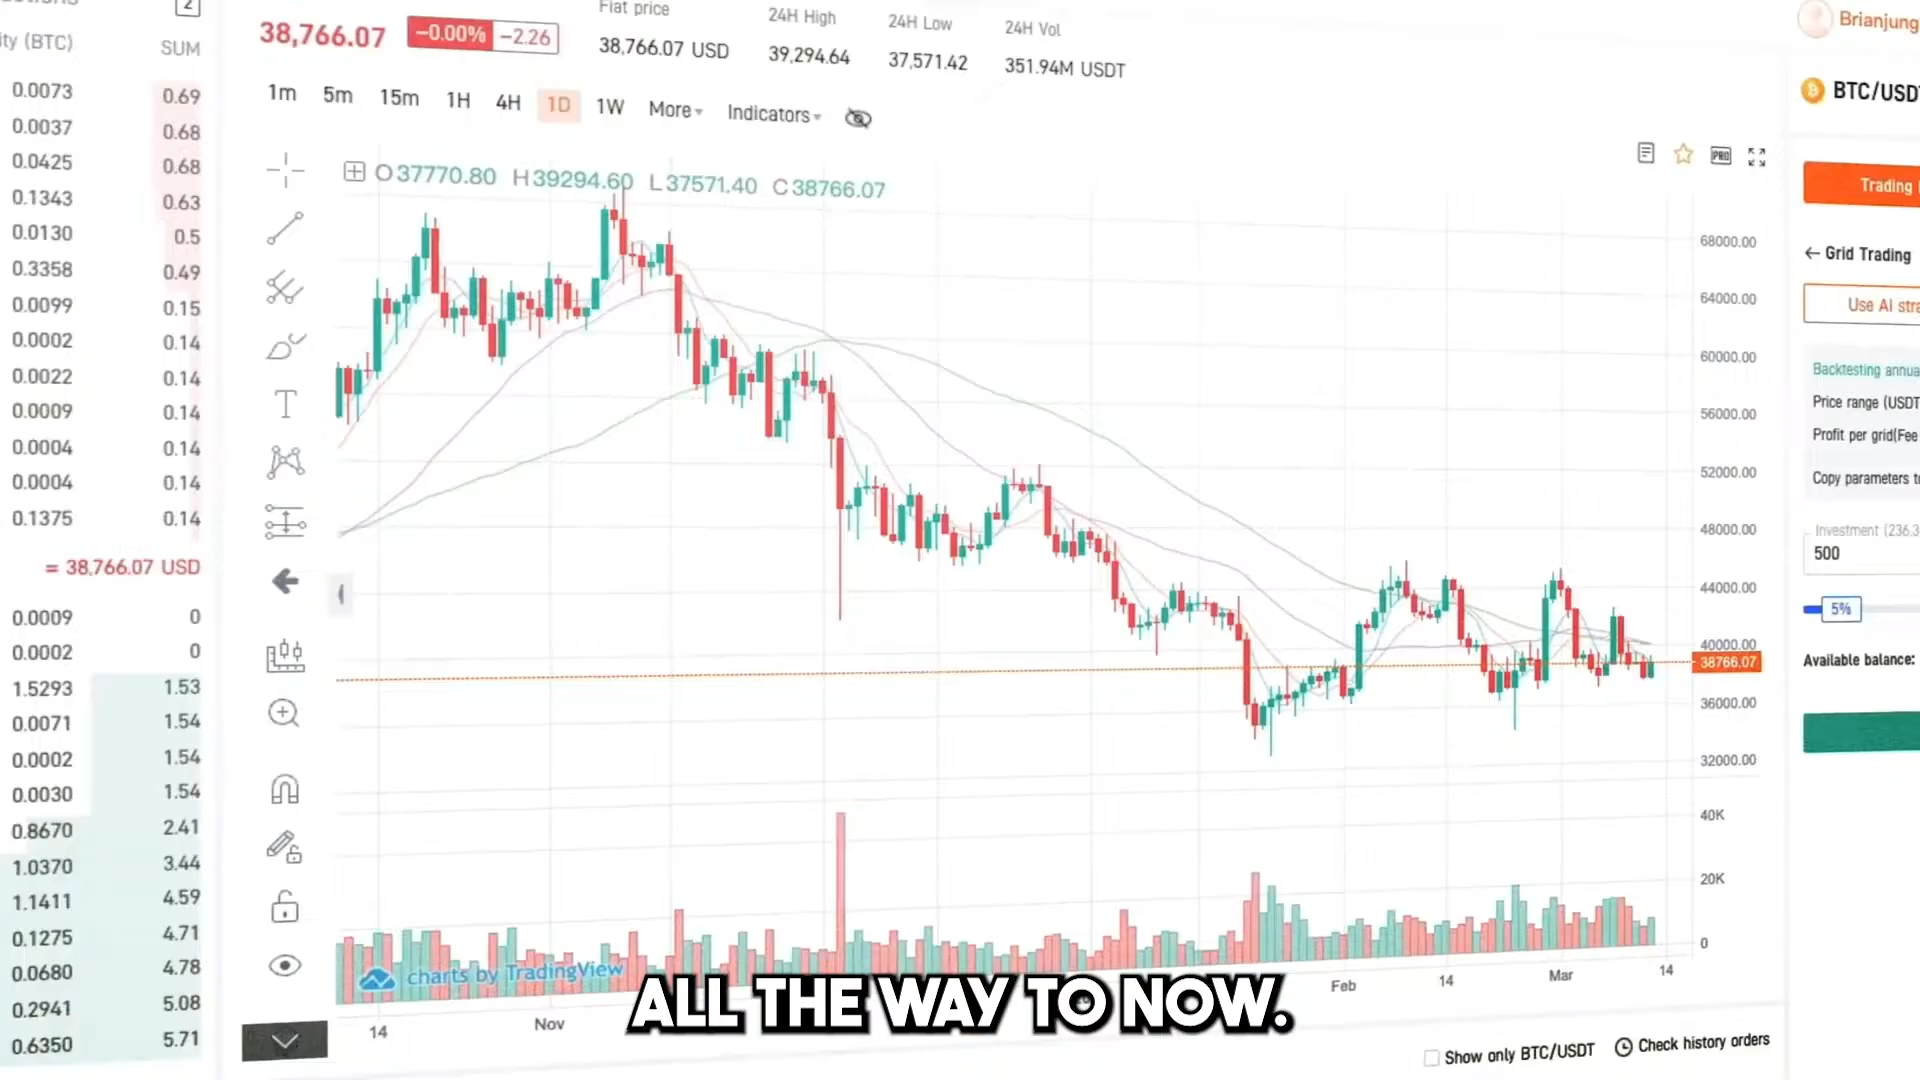 2
ity (BTC) SUM
0.0073 0.69
0.0037 0.68
0.0425 0.68
0.1343 0.63
0.0130 0.5
0.3358 0.49
0.0099 0.15
0.0002 0.14
0.0022 0.14
0.0009 0.14
0.0004 0.14
0.0004 0.14
0.1375 0.14
= 38,766.07 USD
0.0009 0
0.0002 0
1.5293 1.53
0.0071 1.54
0.0002 1.54
0.0030 1.54
0.8670 2.41
1.0370 3.44
1.1411 4.59
0.1275 4.71
0.0680 4.78
0.2941 5.08
0.6350 5.71
38,766.07 −0.00% −2.26
Fiat price
38,766.07 USD
24H High
39,294.64
24H Low
37,571.42
24H Vol
351.94M USDT
1m 5m 15m 1H 4H 1D 1W More Indicators
PRO
O37770.80 H39294.60 L37571.40 C38766.07
T
68000.00
64000.00
60000.00
56000.00
52000.00
48000.00
44000.00
40000.00
38766.07
36000.00
32000.00
40K
20K
0
charts by TradingView
14 Nov Feb 14 Mar 14
ALL THE WAY TO NOW.
Show only BTC/USDT Check history orders
Brianjung
BTC/USD
Trading
← Grid Trading
Use AI stra
Backtesting annua
Price range (USDT
Profit per grid(Fee
Copy parameters to
Investment (236.3
500
5%
Available balance: